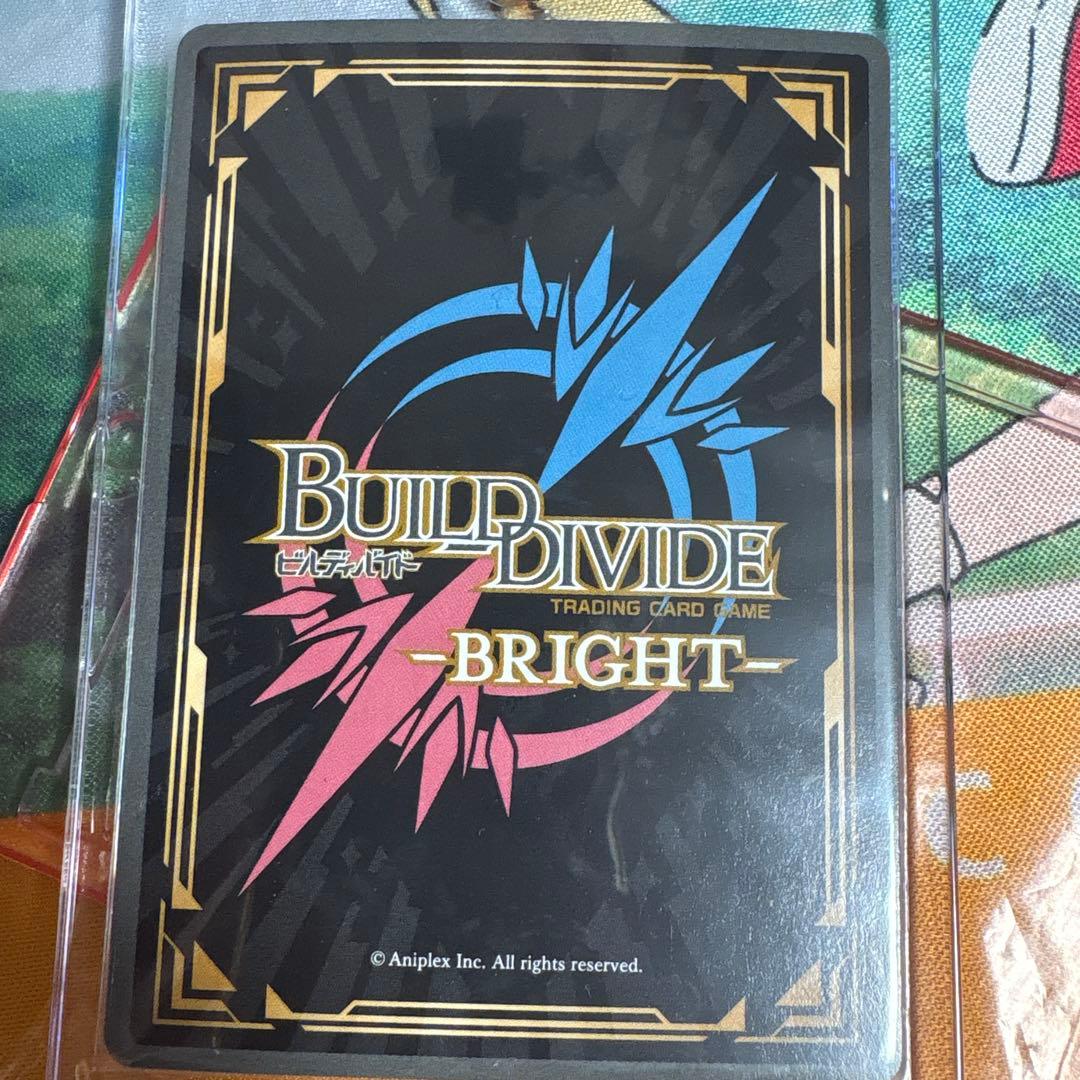 BUILD DIVIDE
ビルディバイド
TRADING CARD GAME
-BRIGHT-
© Aniplex Inc. All rights reserved.